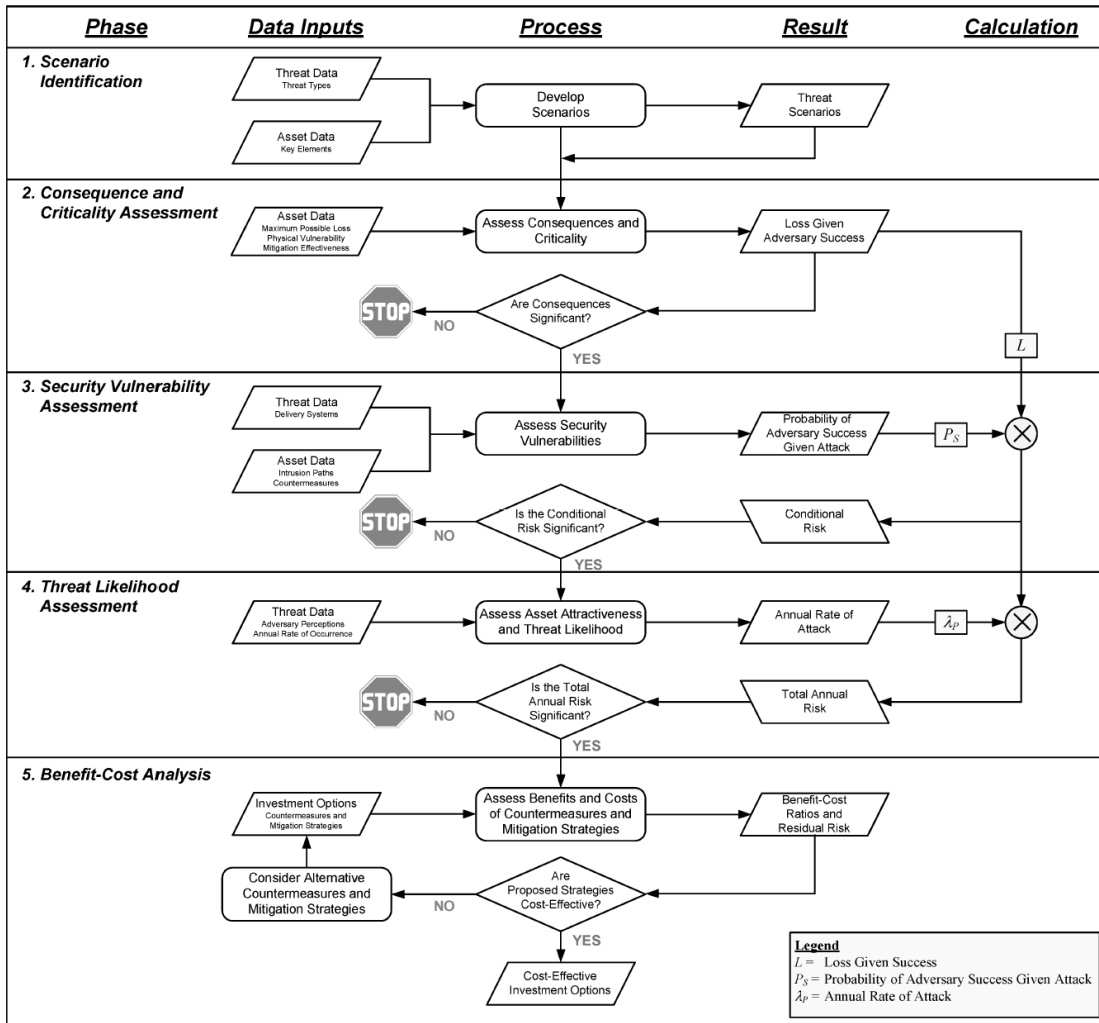 Phase
Data Inputs
Process
Result
Calculation
1. Scenario
Identification
Threat Data
Threat Types
Asset Data
Key Elements
Develop
Scenarios
Threat
Scenarios
2. Consequence and
Criticality Assessment
Asset Data
Maximum Possible Loss
Physical Vulnerability
Mitigation Effectiveness
Assess Consequences and
Criticality
Loss Given
Adversary Success
STOP
NO
Are Consequences
Significant?
YES
L
3. Security Vulnerability
Assessment
Threat Data
Delivery Systems
Asset Data
Intrusion Paths
Countermeasures
Assess Security
Vulnerabilities
Probability of
Adversary Success
Given Attack
P_S
STOP
NO
Is the Conditional
Risk Significant?
YES
Conditional
Risk
4. Threat Likelihood
Assessment
Threat Data
Adversary Perceptions
Annual Rate of Occurrence
Assess Asset Attractiveness
and Threat Likelihood
Annual Rate of
Attack
λ_P
STOP
NO
Is the Total
Annual Risk
Significant?
YES
Total Annual
Risk
5. Benefit-Cost Analysis
Investment Options
Countermeasures and
Mitigation Strategies
Assess Benefits and Costs
of Countermeasures and
Mitigation Strategies
Benefit-Cost
Ratios and
Residual Risk
Consider Alternative
Countermeasures and
Mitigation Strategies
NO
Are
Proposed Strategies
Cost-Effective?
YES
Cost-Effective
Investment Options
Legend
L = Loss Given Success
P_S = Probability of Adversary Success Given Attack
λ_P = Annual Rate of Attack